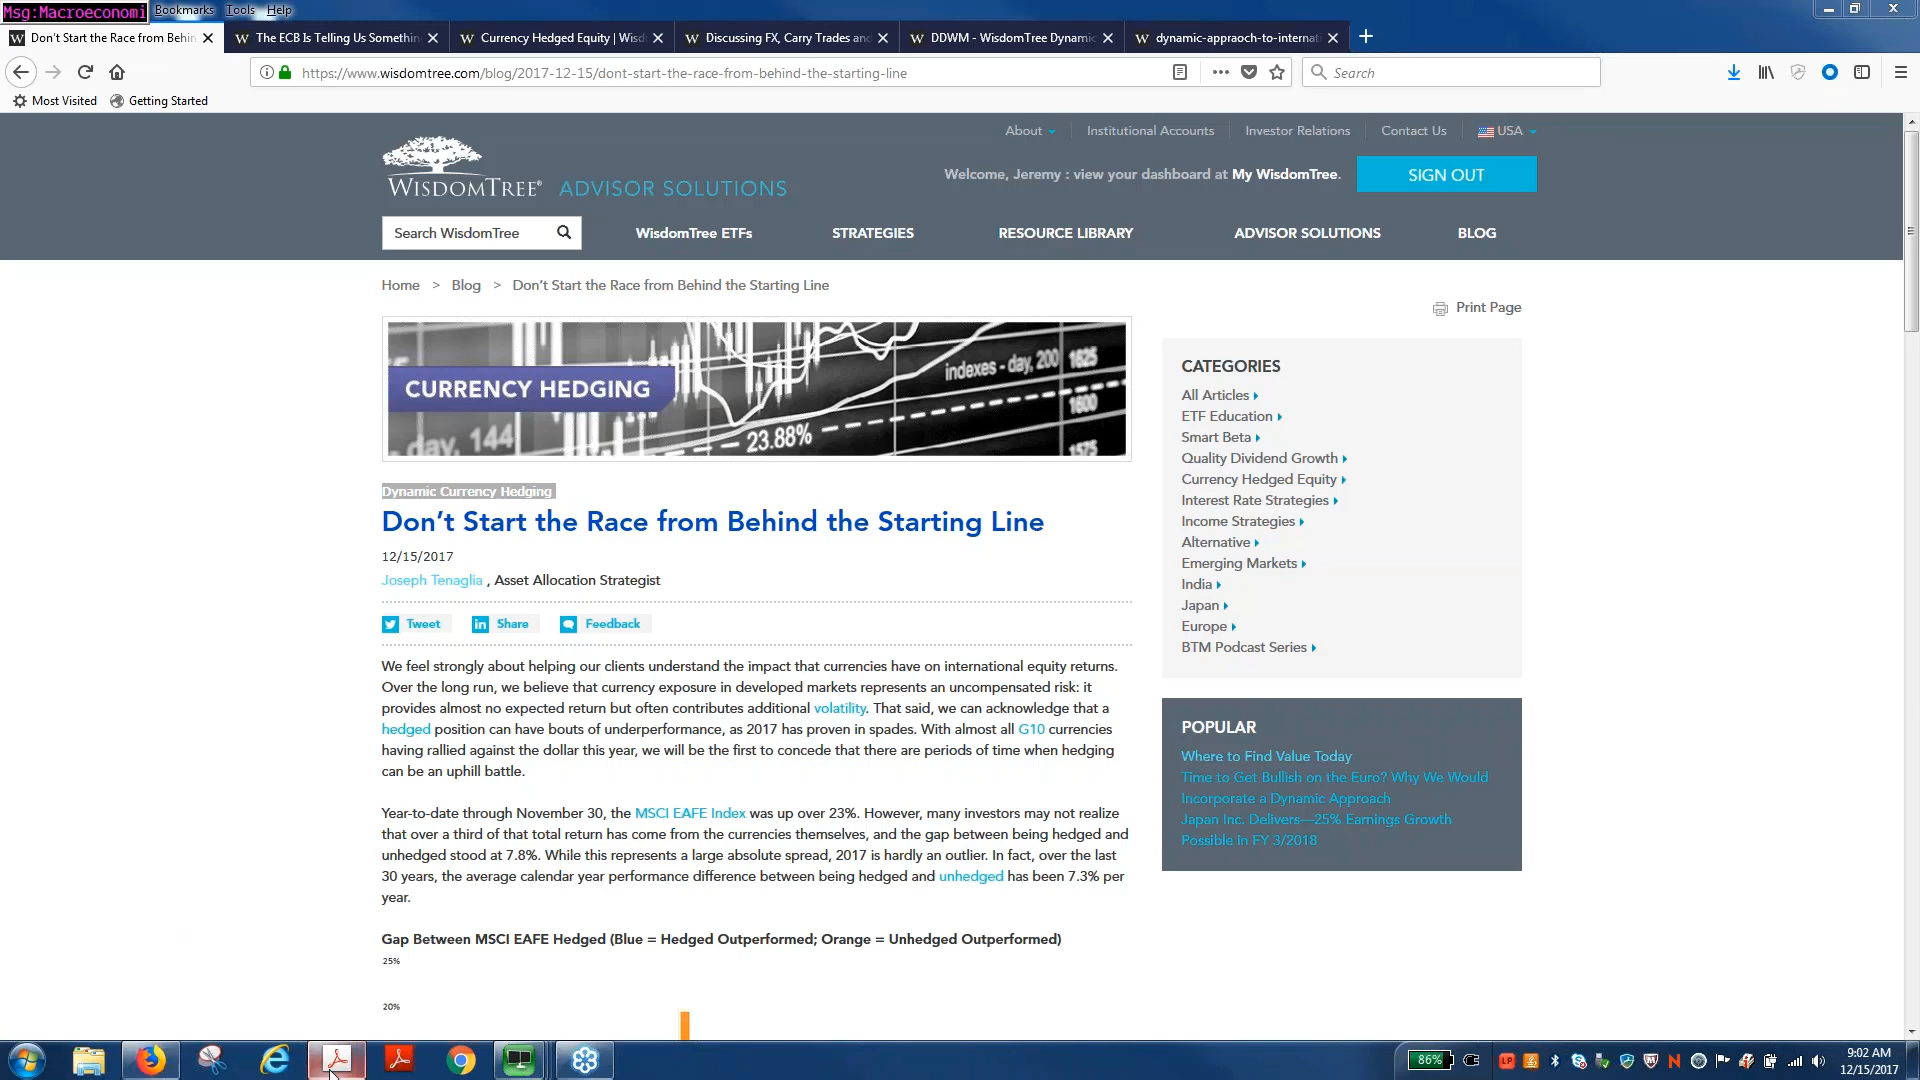 Msg:Macroeconomi Bookmarks Tools Help
Don't Start the Race from Behin
The ECB Is Telling Us Somethin
Currency Hedged Equity | Wisd
Discussing FX, Carry Trades and
DDWM - WisdomTree Dynamic
dynamic-appraoch-to-internat
https://www.wisdomtree.com/blog/2017-12-15/dont-start-the-race-from-behind-the-starting-line
Search
Most Visited Getting Started
About Institutional Accounts Investor Relations Contact Us USA
WISDOMTREE® ADVISOR SOLUTIONS
Welcome, Jeremy : view your dashboard at My WisdomTree.
SIGN OUT
Search WisdomTree
WisdomTree ETFs STRATEGIES RESOURCE LIBRARY ADVISOR SOLUTIONS BLOG
Home > Blog > Don't Start the Race from Behind the Starting Line
Print Page
CURRENCY HEDGING
indexes - day, 200 1625
1600
day, 144
23.88%
1575
Dynamic Currency Hedging
Don't Start the Race from Behind the Starting Line
12/15/2017
Joseph Tenaglia , Asset Allocation Strategist
Tweet Share Feedback
We feel strongly about helping our clients understand the impact that currencies have on international equity returns.
Over the long run, we believe that currency exposure in developed markets represents an uncompensated risk: it
provides almost no expected return but often contributes additional volatility. That said, we can acknowledge that a
hedged position can have bouts of underperformance, as 2017 has proven in spades. With almost all G10 currencies
having rallied against the dollar this year, we will be the first to concede that there are periods of time when hedging
can be an uphill battle.
Year-to-date through November 30, the MSCI EAFE Index was up over 23%. However, many investors may not realize
that over a third of that total return has come from the currencies themselves, and the gap between being hedged and
unhedged stood at 7.8%. While this represents a large absolute spread, 2017 is hardly an outlier. In fact, over the last
30 years, the average calendar year performance difference between being hedged and unhedged has been 7.3% per
year.
Gap Between MSCI EAFE Hedged (Blue = Hedged Outperformed; Orange = Unhedged Outperformed)
25%
20%
CATEGORIES
All Articles
ETF Education
Smart Beta
Quality Dividend Growth
Currency Hedged Equity
Interest Rate Strategies
Income Strategies
Alternative
Emerging Markets
India
Japan
Europe
BTM Podcast Series
POPULAR
Where to Find Value Today
Time to Get Bullish on the Euro? Why We Would
Incorporate a Dynamic Approach
Japan Inc. Delivers—25% Earnings Growth
Possible in FY 3/2018
86%
9:02 AM
12/15/2017